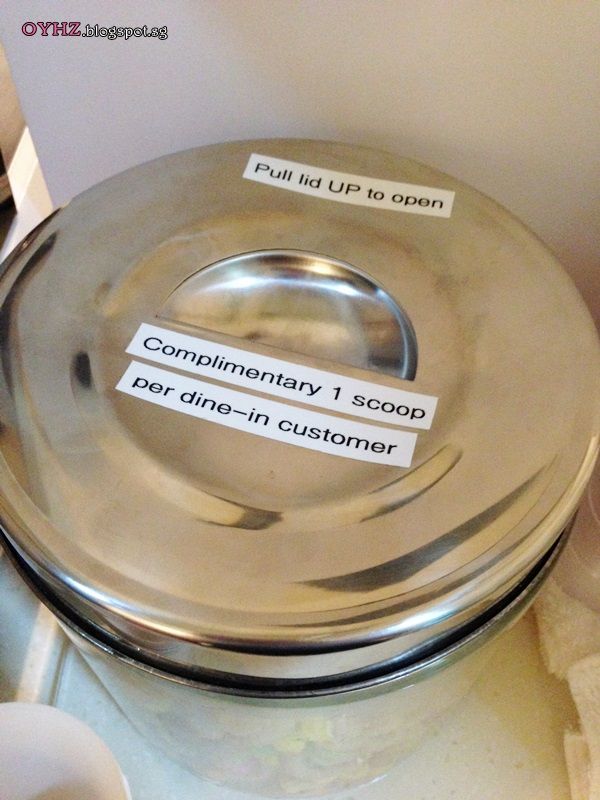 OYHZ.blogspot.sg
Pull lid UP to open
Complimentary 1 scoop
per dine-in customer